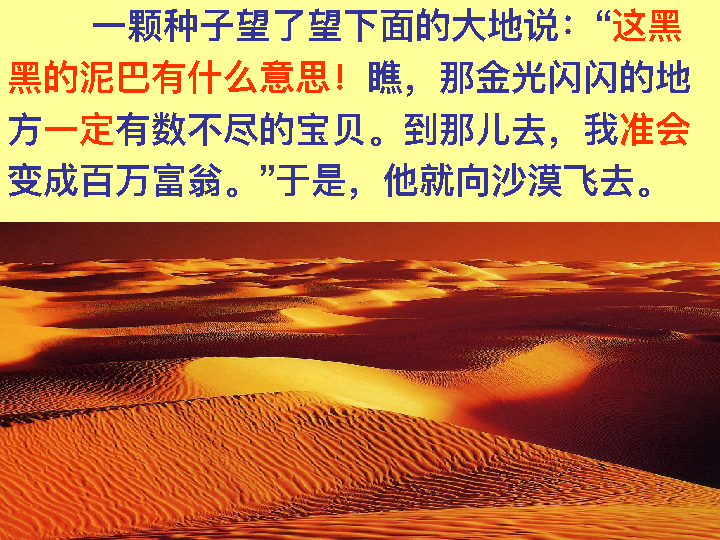 一颗种子望了望下面的大地说：“这黑
黑的泥巴有什么意思！瞧，那金光闪闪的地
方一定有数不尽的宝贝。到那儿去，我准会
变成百万富翁。”于是，他就向沙漠飞去。